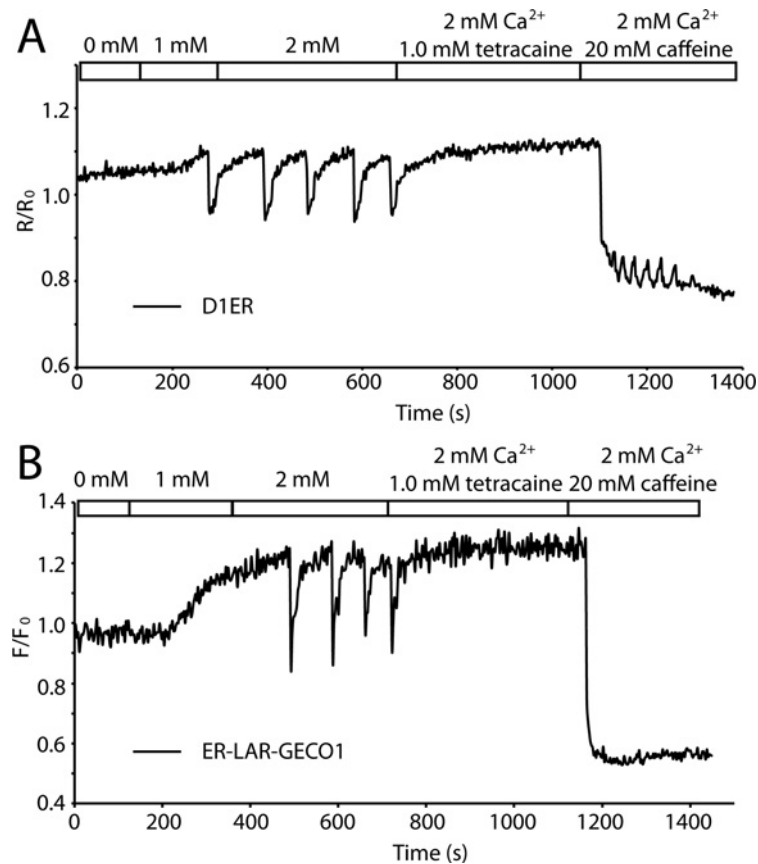 A
2 mM Ca²⁺ 2 mM Ca²⁺
0 mM 1 mM 2 mM 1.0 mM tetracaine 20 mM caffeine
1.2
1.0
0.8
0.6
R/R₀
D1ER
0 200 400 600 800 1000 1200 1400
Time (s)
B
2 mM Ca²⁺ 2 mM Ca²⁺
0 mM 1 mM 2 mM 1.0 mM tetracaine 20 mM caffeine
1.4
1.2
1.0
0.8
0.6
0.4
F/F₀
ER-LAR-GECO1
0 200 400 600 800 1000 1200 1400
Time (s)